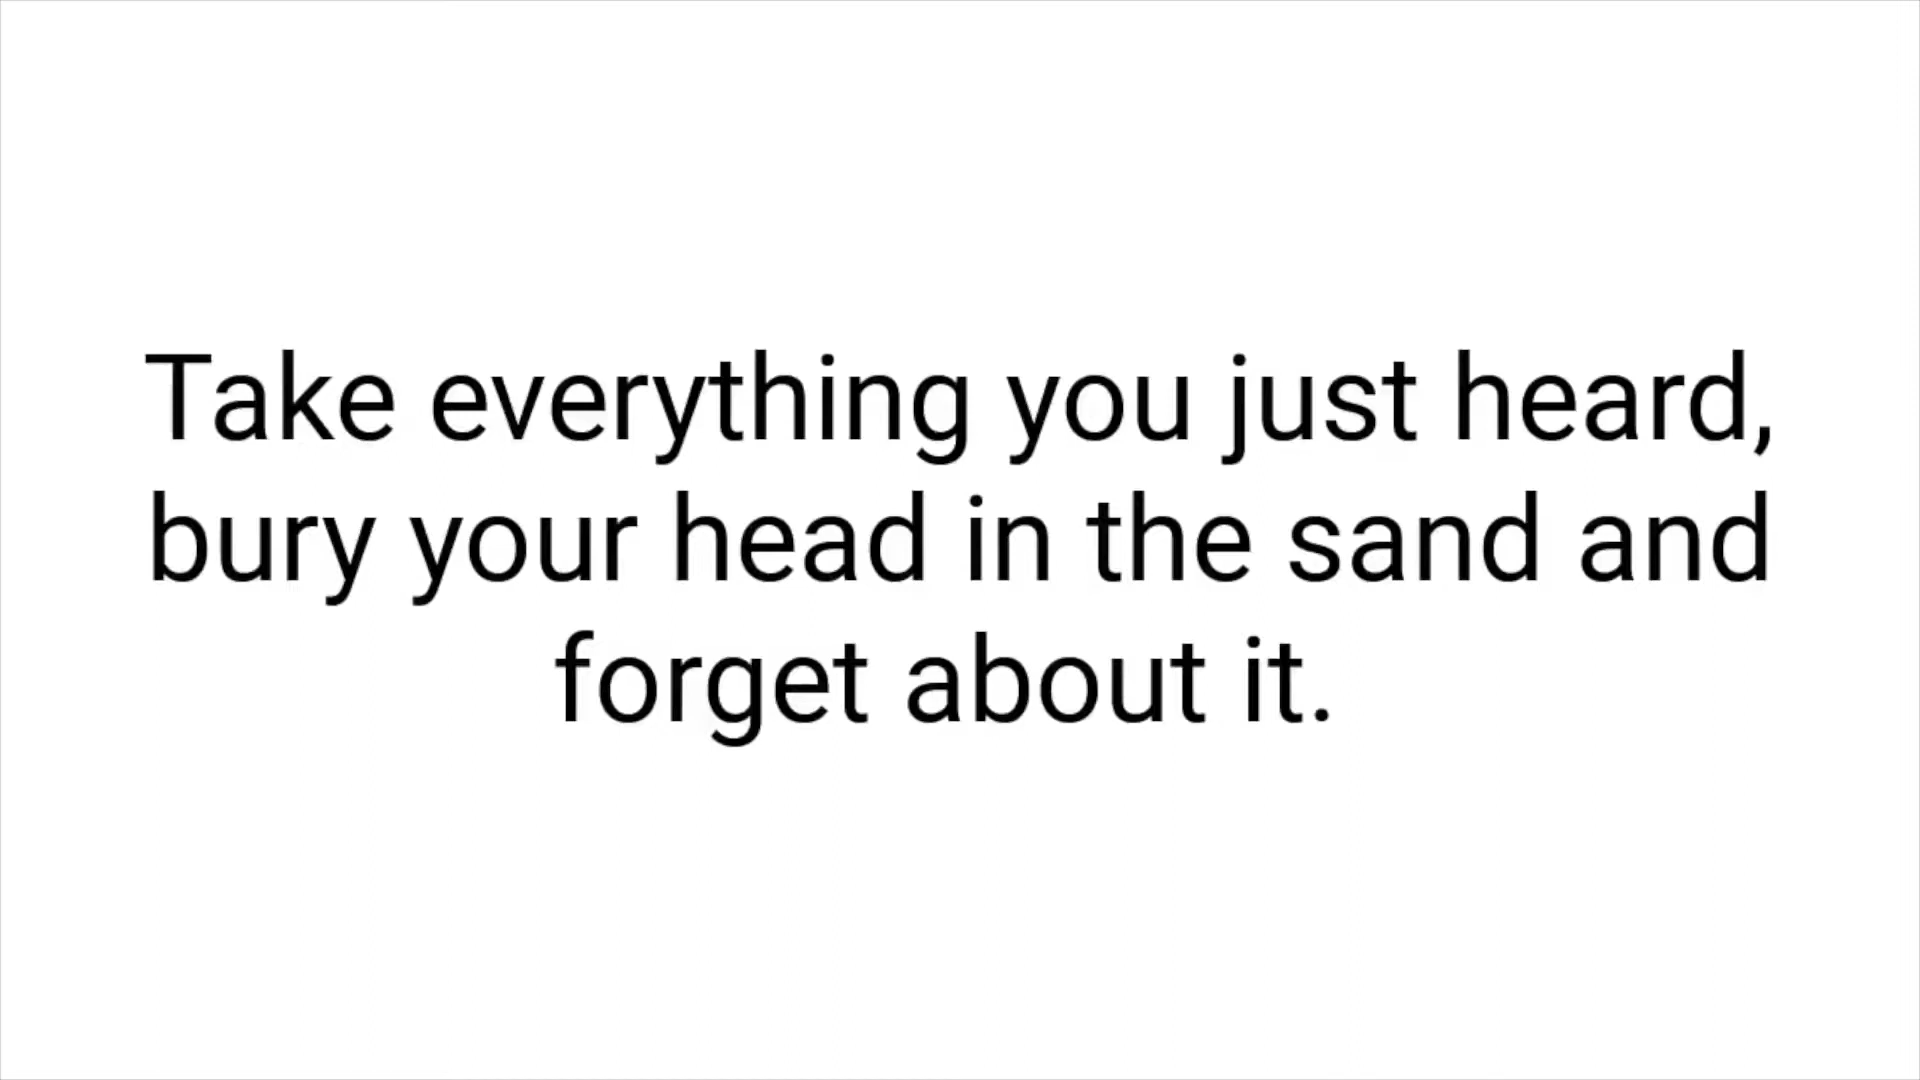 Take everything you just heard,
bury your head in the sand and
forget about it.